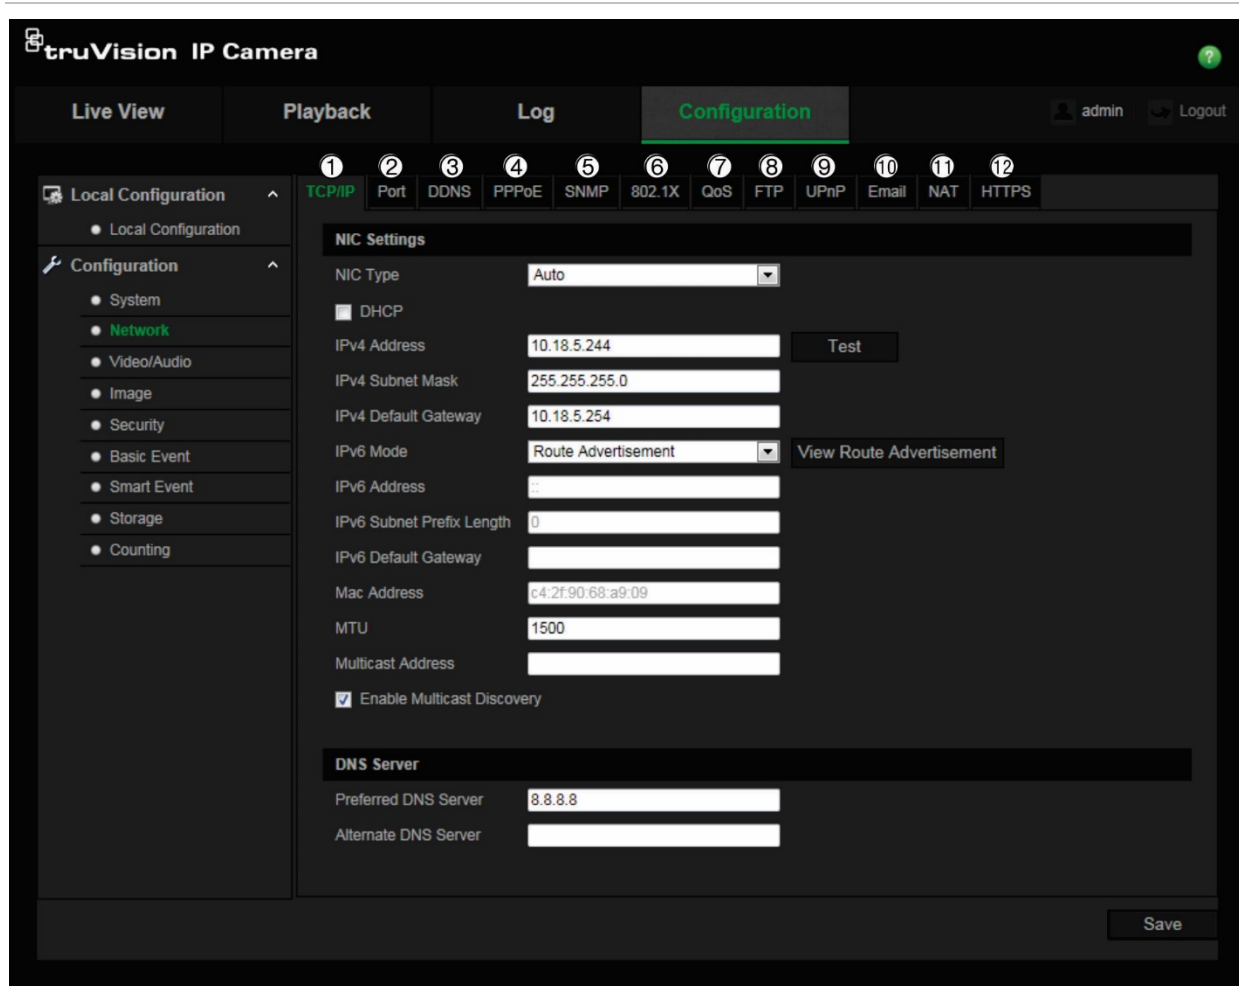 truVision IP Camera
?
Live View Playback Log Configuration admin Logout
① ② ③ ④ ⑤ ⑥ ⑦ ⑧ ⑨ ⑩ ⑪ ⑫
TCP/IP Port DDNS PPPoE SNMP 802.1X QoS FTP UPnP Email NAT HTTPS
Local Configuration
Local Configuration
Configuration
System
Network
Video/Audio
Image
Security
Basic Event
Smart Event
Storage
Counting
NIC Settings
NIC Type Auto
DHCP
IPv4 Address 10.18.5.244 Test
IPv4 Subnet Mask 255.255.255.0
IPv4 Default Gateway 10.18.5.254
IPv6 Mode Route Advertisement View Route Advertisement
IPv6 Address ::
IPv6 Subnet Prefix Length 0
IPv6 Default Gateway
Mac Address c4:2f:90:68:a9:09
MTU 1500
Multicast Address
Enable Multicast Discovery
DNS Server
Preferred DNS Server 8.8.8.8
Alternate DNS Server
Save